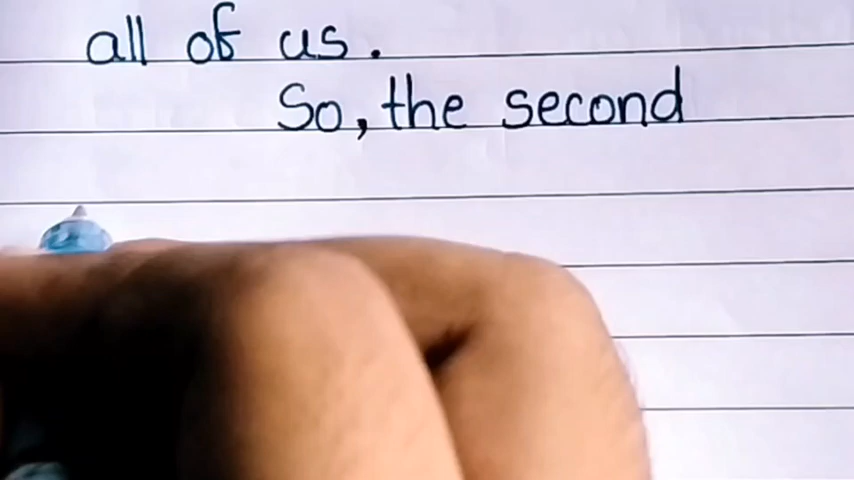 all of us.
So, the second